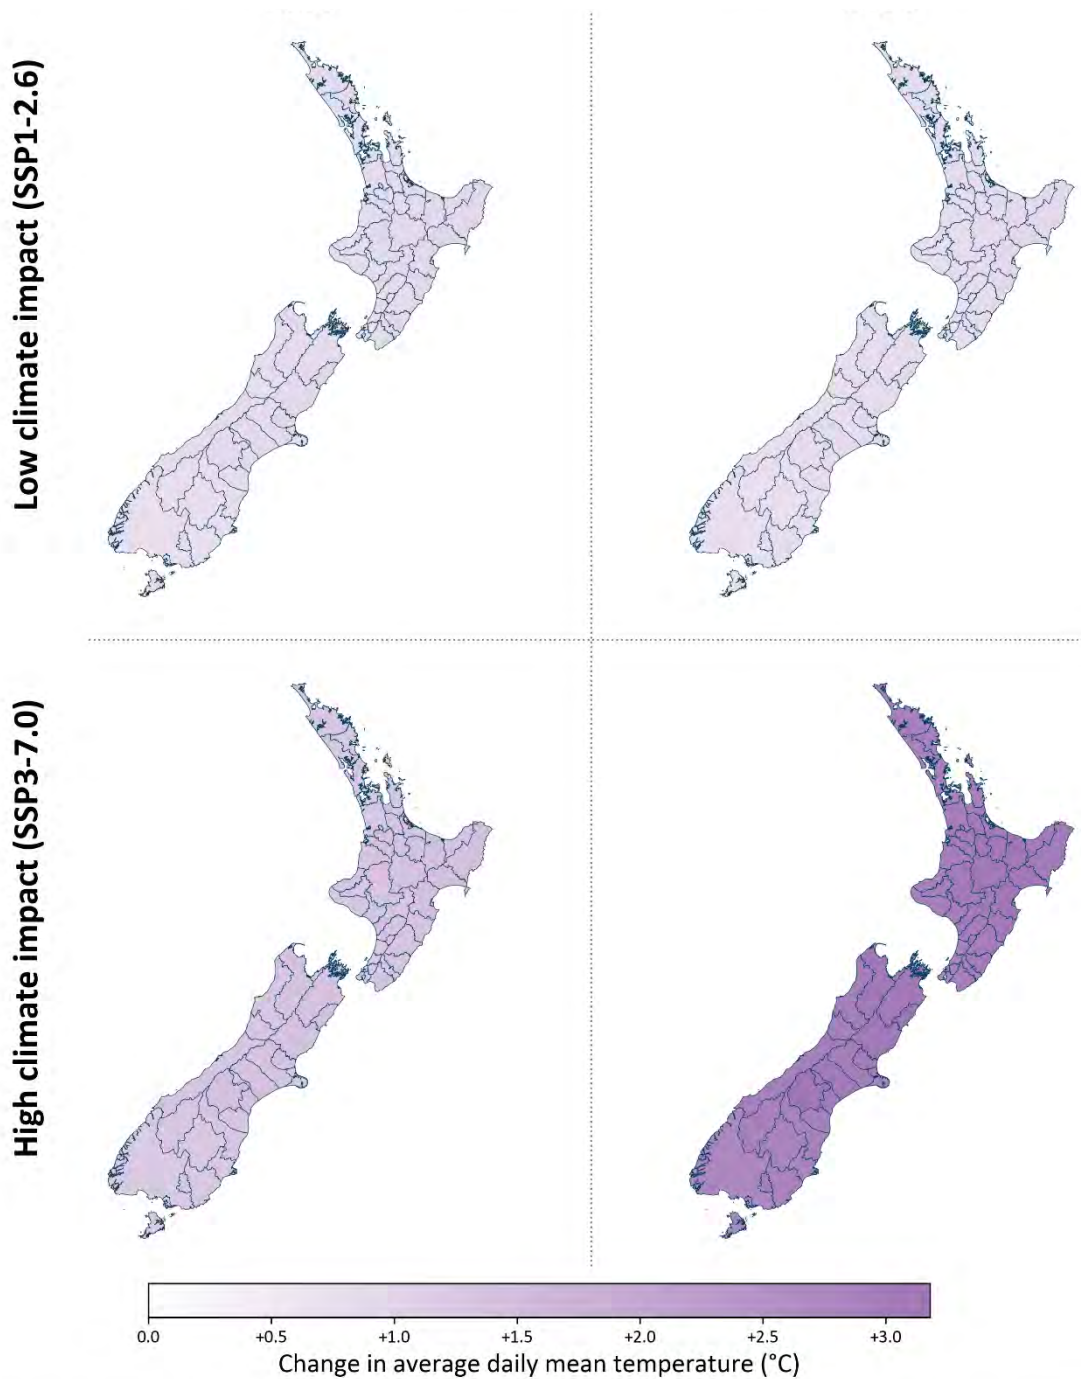 Low climate impact (SSP1-2.6)
High climate impact (SSP3-7.0)
0.0 +0.5 +1.0 +1.5 +2.0 +2.5 +3.0
Change in average daily mean temperature (°C)